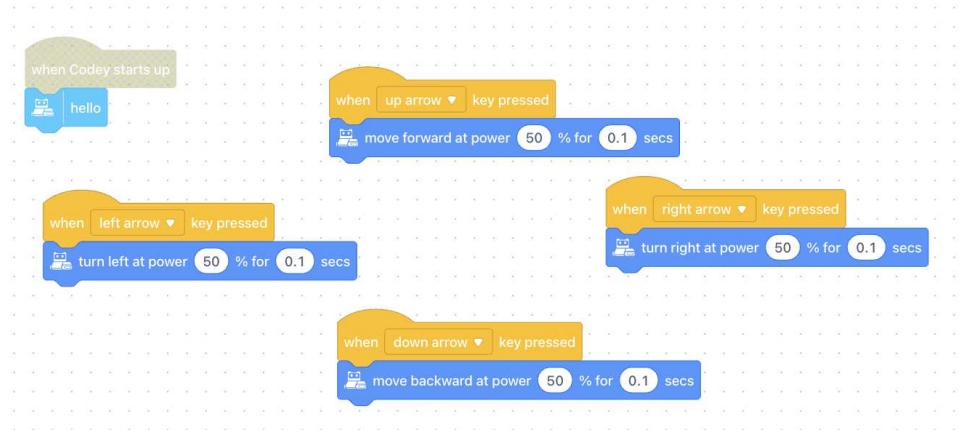 when Codey starts up
hello
when up arrow key pressed
move forward at power 50 % for 0.1 secs
when left arrow key pressed
turn left at power 50 % for 0.1 secs
when right arrow key pressed
turn right at power 50 % for 0.1 secs
when down arrow key pressed
move backward at power 50 % for 0.1 secs